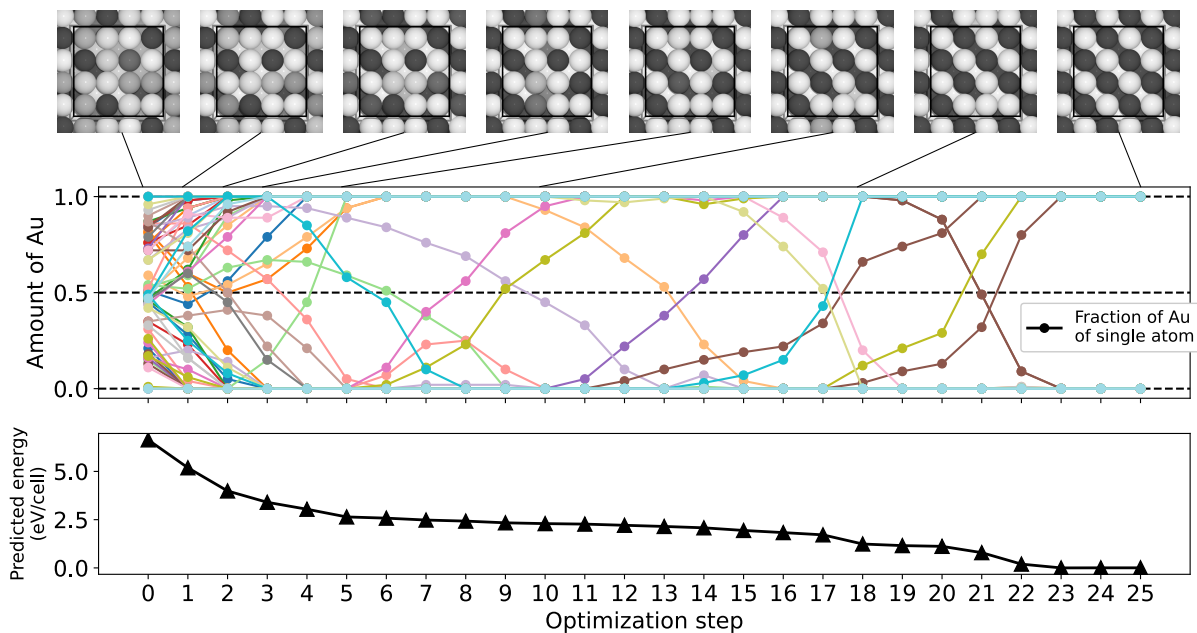 Amount of Au
1.0
0.5
0.0
Fraction of Au
of single atom
Predicted energy
(eV/cell)
5.0
2.5
0.0
0 1 2 3 4 5 6 7 8 9 10 11 12 13 14 15 16 17 18 19 20 21 22 23 24 25
Optimization step